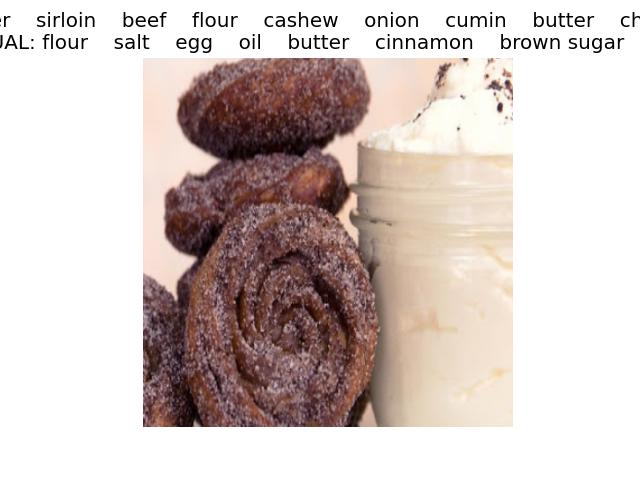 sirloin beef flour cashew onion cumin butter
flour salt egg oil butter cinnamon brown sugar